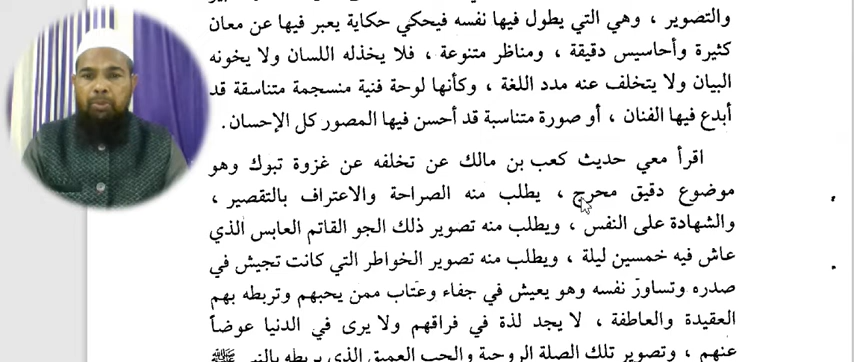 والتصوير ، وهي التي يطول فيها نفسه فيحكي حكاية يعبر فيها عن معان
كثيرة وأحاسيس دقيقة ، ومناظر متنوعة ، فلا يخذله اللسان ولا يخونه
البيان ولا يتخلف عنه مدد اللغة ، وكأنها لوحة فنية منسجمة متناسقة قد
أبدع فيها الفنان ، أو صورة متناسبة قد أحسن فيها المصور كل الإحسان .
اقرأ معي حديث كعب بن مالك عن تخلفه عن غزوة تبوك وهو
موضوع دقيق محرج ، يطلب منه الصراحة والاعتراف بالتقصير ،
والشهادة على النفس ، ويطلب منه تصوير ذلك الجو القاتم العابس الذي
عاش فيه خمسين ليلة ، ويطلب منه تصوير الخواطر التي كانت تجيش في
صدره وتساور نفسه وهو يعيش في جفاء وعتاب ممن يحبهم وتربطه بهم
العقيدة والعاطفة ، لا يجد لذة في فراقهم ولا يرى في الدنيا عوضاً
عنهم ، وتصوير تلك الصلة الروحية والحب العميق الذي يربطه بالنبي ﷺ